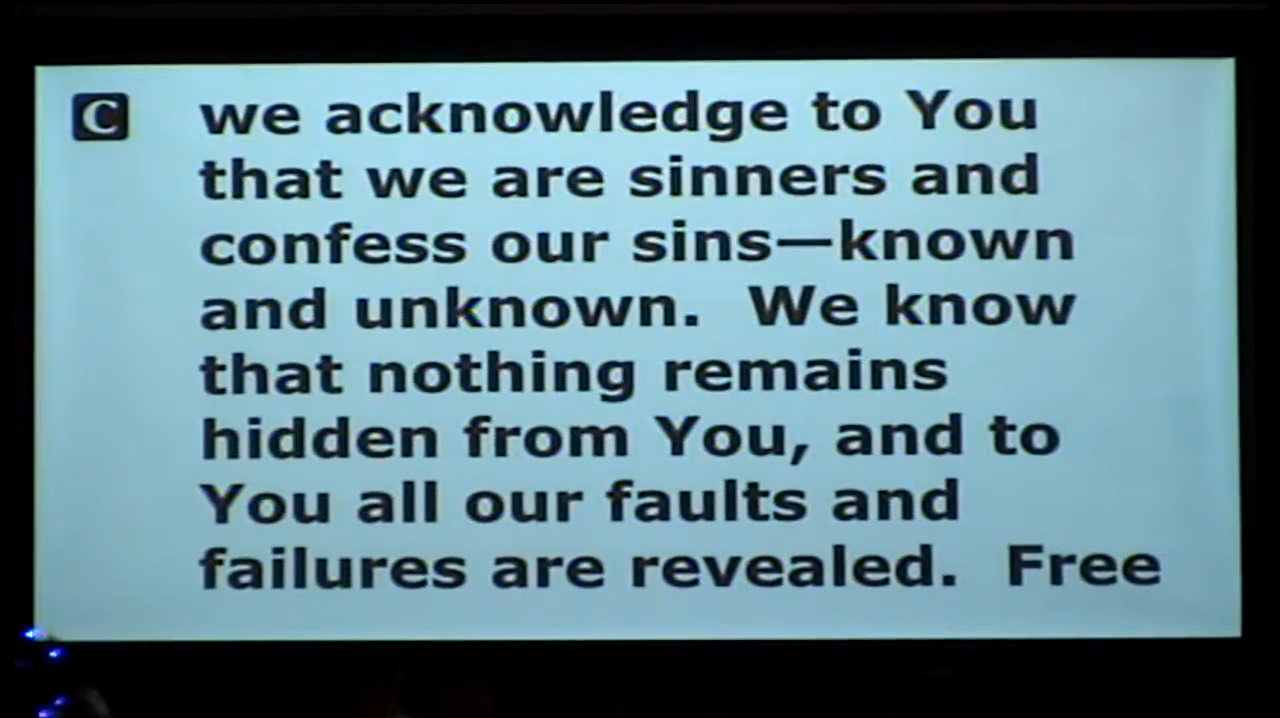 C we acknowledge to You
that we are sinners and
confess our sins—known
and unknown.  We know
that nothing remains
hidden from You, and to
You all our faults and
failures are revealed.  Free